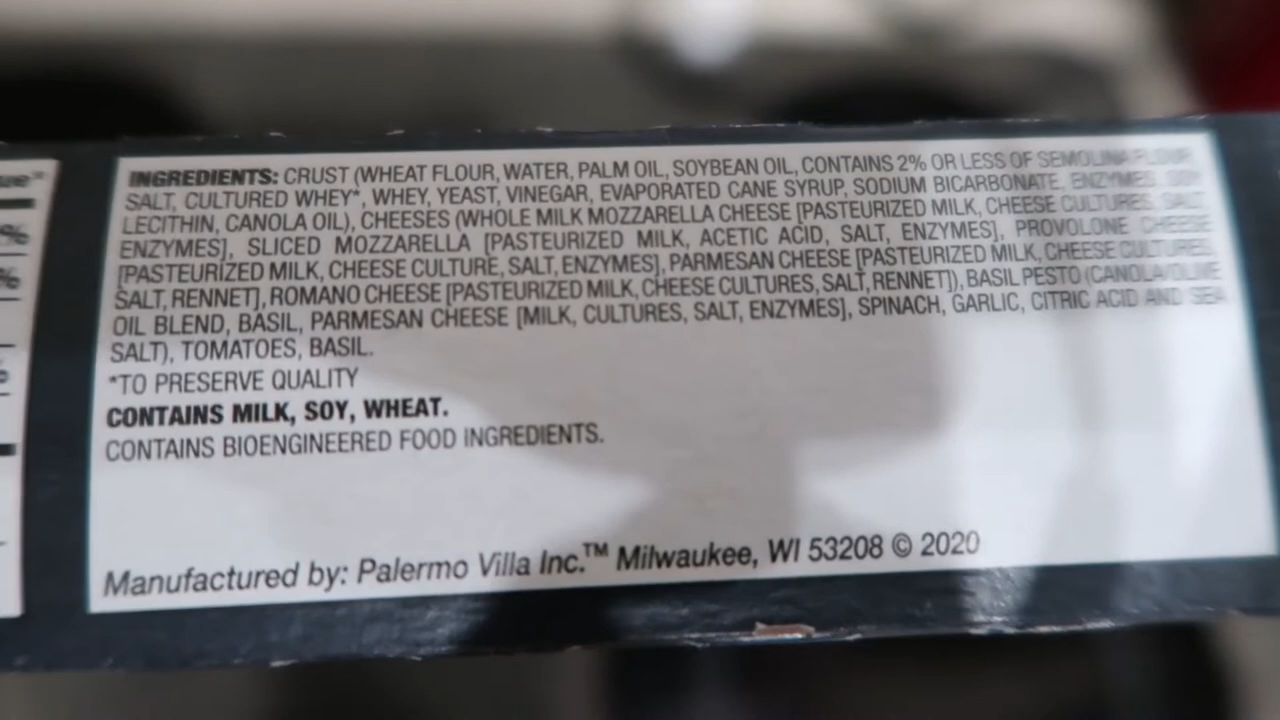 INGREDIENTS: CRUST (WHEAT FLOUR, WATER, PALM OIL, SOYBEAN OIL, CONTAINS 2% OR LESS OF SEMOLINA FLOUR,
SALT, CULTURED WHEY*, WHEY, YEAST, VINEGAR, EVAPORATED CANE SYRUP, SODIUM BICARBONATE, ENZYMES, SOY
LECITHIN, CANOLA OIL), CHEESES (WHOLE MILK MOZZARELLA CHEESE [PASTEURIZED MILK, CHEESE CULTURES, SALT,
ENZYMES], SLICED MOZZARELLA [PASTEURIZED MILK, ACETIC ACID, SALT, ENZYMES], PROVOLONE CHEESE
[PASTEURIZED MILK, CHEESE CULTURE, SALT, ENZYMES], PARMESAN CHEESE [PASTEURIZED MILK, CHEESE CULTURES,
SALT, RENNET], ROMANO CHEESE [PASTEURIZED MILK, CHEESE CULTURES, SALT, RENNET]), BASIL PESTO (CANOLA/OLIVE
OIL BLEND, BASIL, PARMESAN CHEESE [MILK, CULTURES, SALT, ENZYMES], SPINACH, GARLIC, CITRIC ACID AND SEA
SALT), TOMATOES, BASIL.
*TO PRESERVE QUALITY
CONTAINS MILK, SOY, WHEAT.
CONTAINS BIOENGINEERED FOOD INGREDIENTS.
Manufactured by: Palermo Villa Inc.™ Milwaukee, WI 53208 © 2020